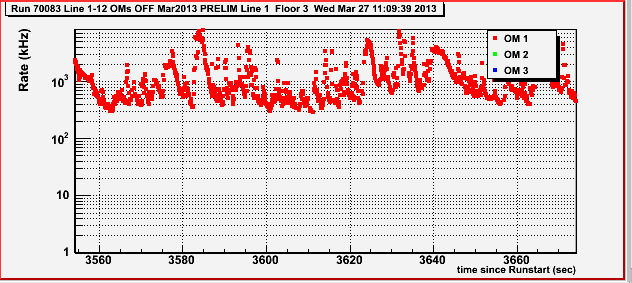 Run 70083 Line 1-12 OMs OFF Mar2013 PRELIM Line 1 Floor 3 Wed Mar 27 11:09:39 2013
Rate (kHz)
OM 1
OM 2
OM 3
10³
10²
10
1
3560 3580 3600 3620 3640 3660
time since Runstart (sec)